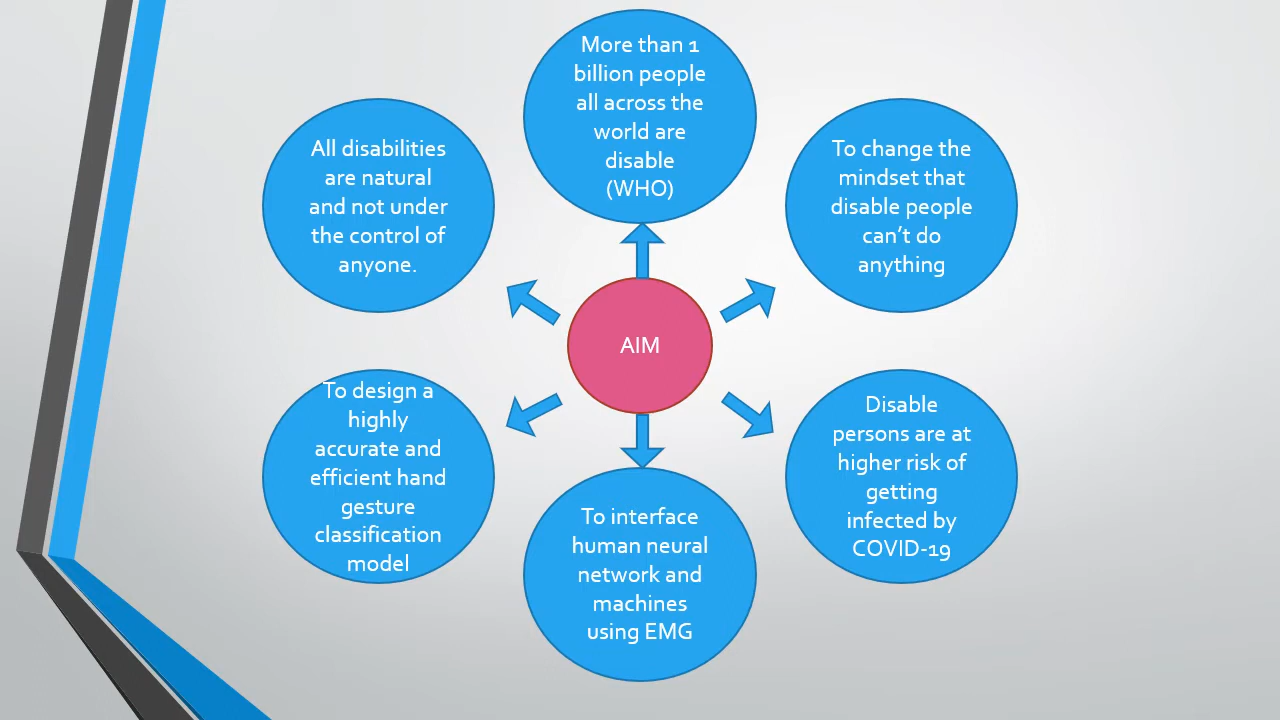 More than 1
billion people
all across the
world are
disable
(WHO)
All disabilities
are natural
and not under
the control of
anyone.
To change the
mindset that
disable people
can't do
anything
AIM
To design a
highly
accurate and
efficient hand
gesture
classification
model
Disable
persons are at
higher risk of
getting
infected by
COVID-19
To interface
human neural
network and
machines
using EMG